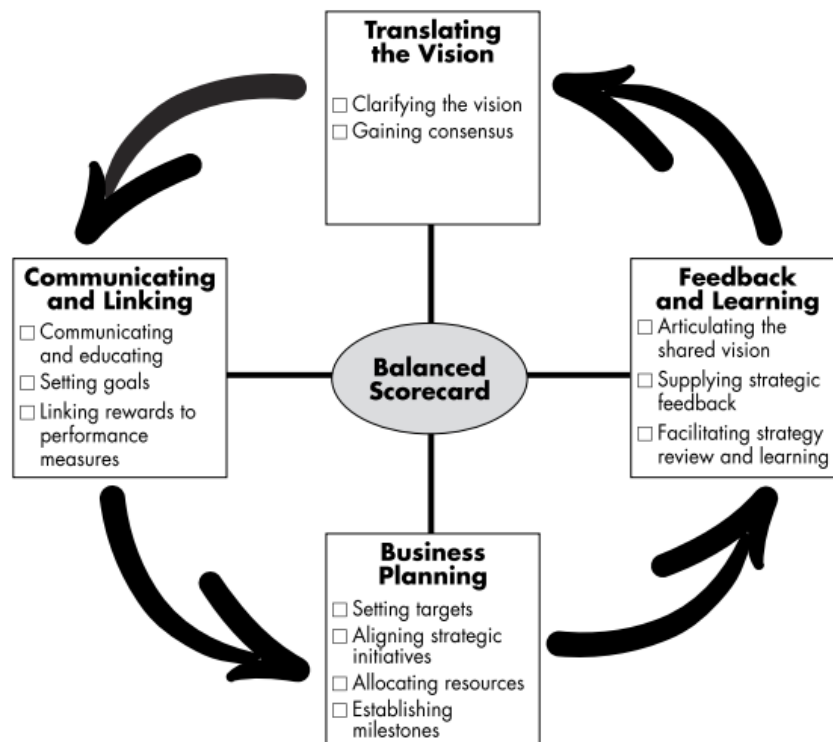 Translating
the Vision
☐ Clarifying the vision
☐ Gaining consensus
Communicating
and Linking
☐ Communicating
and educating
☐ Setting goals
☐ Linking rewards to
performance
measures
Balanced
Scorecard
Feedback
and Learning
☐ Articulating the
shared vision
☐ Supplying strategic
feedback
☐ Facilitating strategy
review and learning
Business
Planning
☐ Setting targets
☐ Aligning strategic
initiatives
☐ Allocating resources
☐ Establishing
milestones